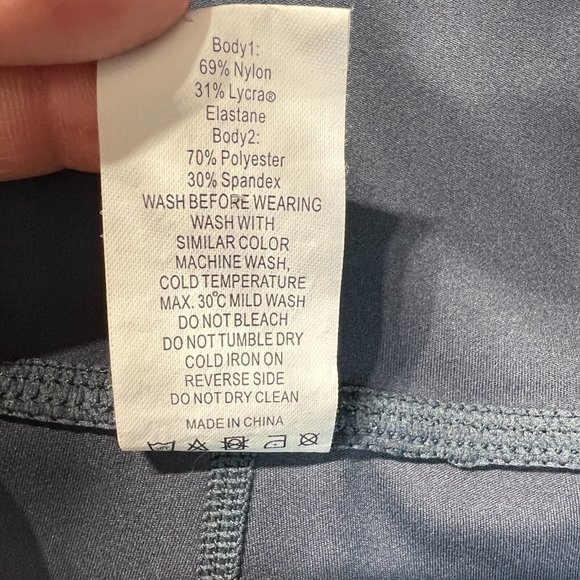 Body1:
69% Nylon
31% Lycra®
Elastane
Body2:
70% Polyester
30% Spandex
WASH BEFORE WEARING
WASH WITH
SIMILAR COLOR
MACHINE WASH,
COLD TEMPERATURE
MAX. 30℃ MILD WASH
DO NOT BLEACH
DO NOT TUMBLE DRY
COLD IRON ON
REVERSE SIDE
DO NOT DRY CLEAN
MADE IN CHINA